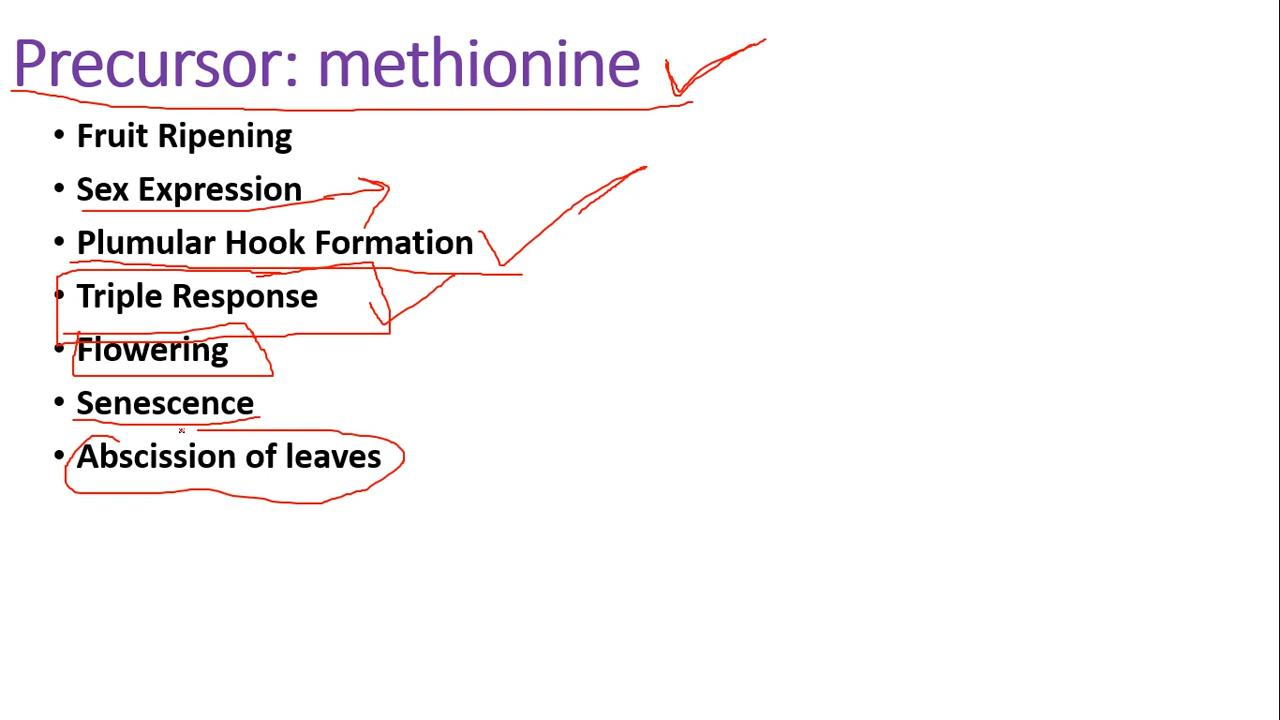 Precursor: methionine
• Fruit Ripening
• Sex Expression
• Plumular Hook Formation
• Triple Response
• Flowering
• Senescence
• Abscission of leaves